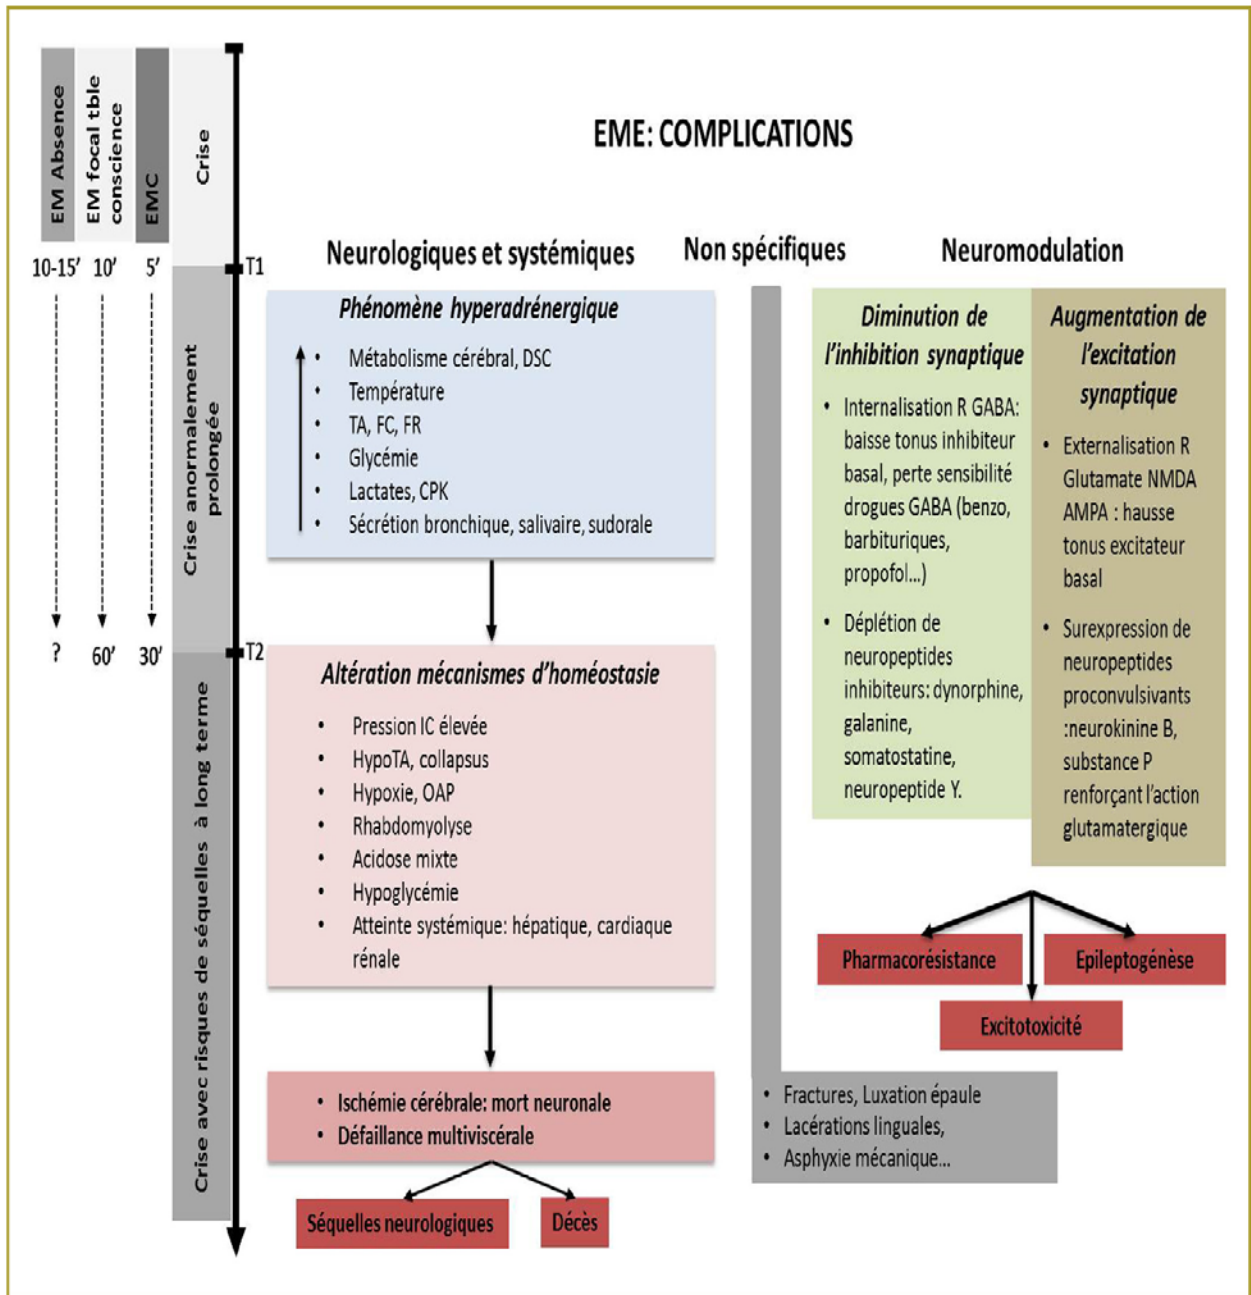 EME: COMPLICATIONS
EM Absence
EM focal tble
conscience
EMC
Crise
10-15’
10’
5’
T1
Crise anormalement
prolongée
?
60’
30’
T2
Crise avec risques de séquelles à long terme
Neurologiques et systémiques
Phénomène hyperadrénergique
• Métabolisme cérébral, DSC
• Température
• TA, FC, FR
• Glycémie
• Lactates, CPK
• Sécrétion bronchique, salivaire, sudorale
Altération mécanismes d’homéostasie
• Pression IC élevée
• HypoTA, collapsus
• Hypoxie, OAP
• Rhabdomyolyse
• Acidose mixte
• Hypoglycémie
• Atteinte systémique: hépatique, cardiaque
rénale
• Ischémie cérébrale: mort neuronale
• Défaillance multiviscérale
Séquelles neurologiques
Décès
Non spécifiques
• Fractures, Luxation épaule
• Lacérations linguales,
• Asphyxie mécanique...
Neuromodulation
Diminution de
l’inhibition synaptique
• Internalisation R GABA:
baisse tonus inhibiteur
basal, perte sensibilité
drogues GABA (benzo,
barbituriques,
propofol...)
• Déplétion de
neuropeptides
inhibiteurs: dynorphine,
galanine,
somatostatine,
neuropeptide Y.
Augmentation de
l’excitation
synaptique
• Externalisation R
Glutamate NMDA
AMPA : hausse
tonus excitateur
basal
• Surexpression de
neuropeptides
proconvulsivants
:neurokinine B,
substance P
renforçant l’action
glutamatergique
Pharmacorésistance
Epileptogénèse
Excitotoxicité